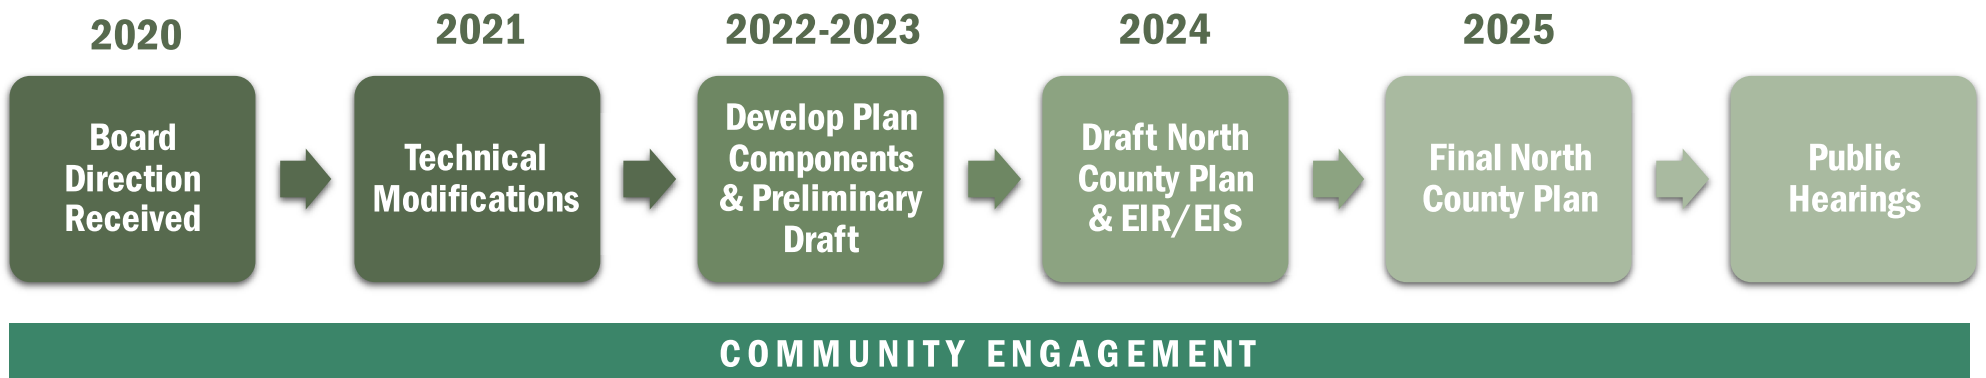 2020
Board
Direction
Received
2021
Technical
Modifications
2022-2023
Develop Plan
Components
& Preliminary
Draft
2024
Draft North
County Plan
& EIR/EIS
2025
Final North
County Plan
Public
Hearings
COMMUNITY ENGAGEMENT